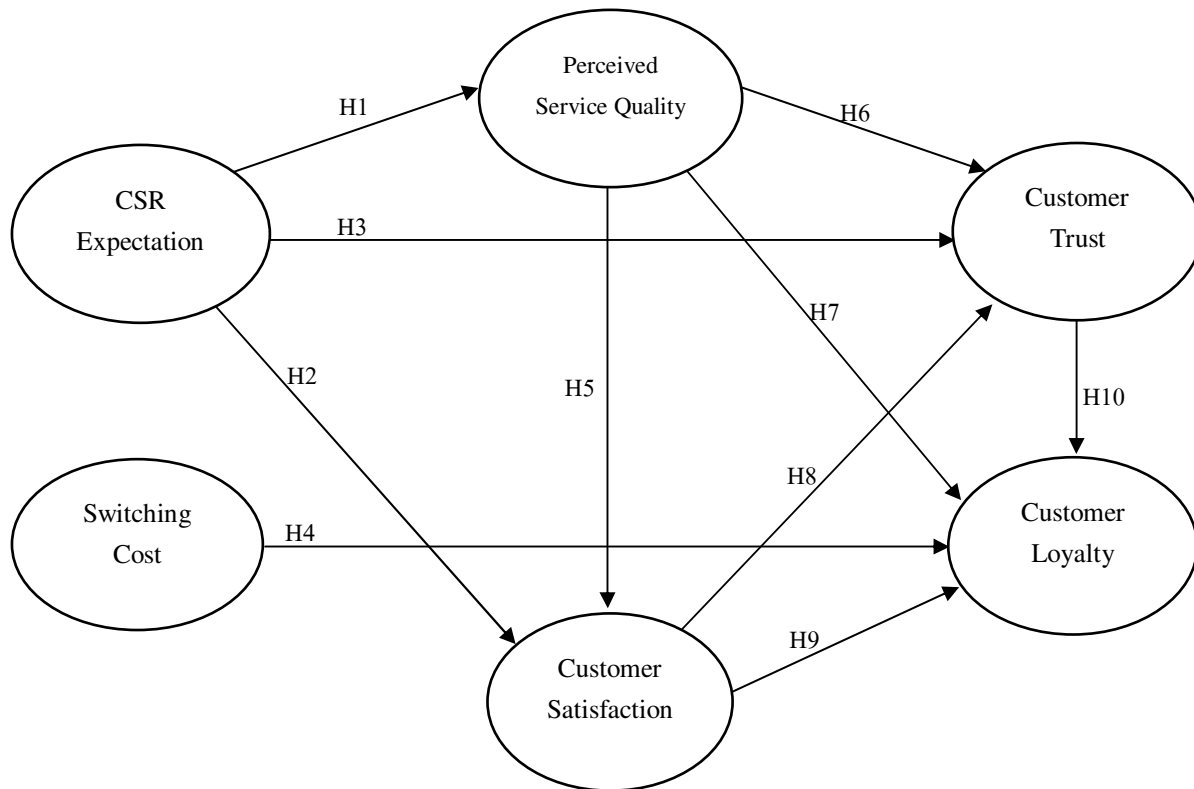 Perceived
Service Quality
H1
H6
CSR
Expectation
Customer
Trust
H3
H7
H2
H5
H10
H8
Switching
Cost
Customer
Loyalty
H4
H9
Customer
Satisfaction